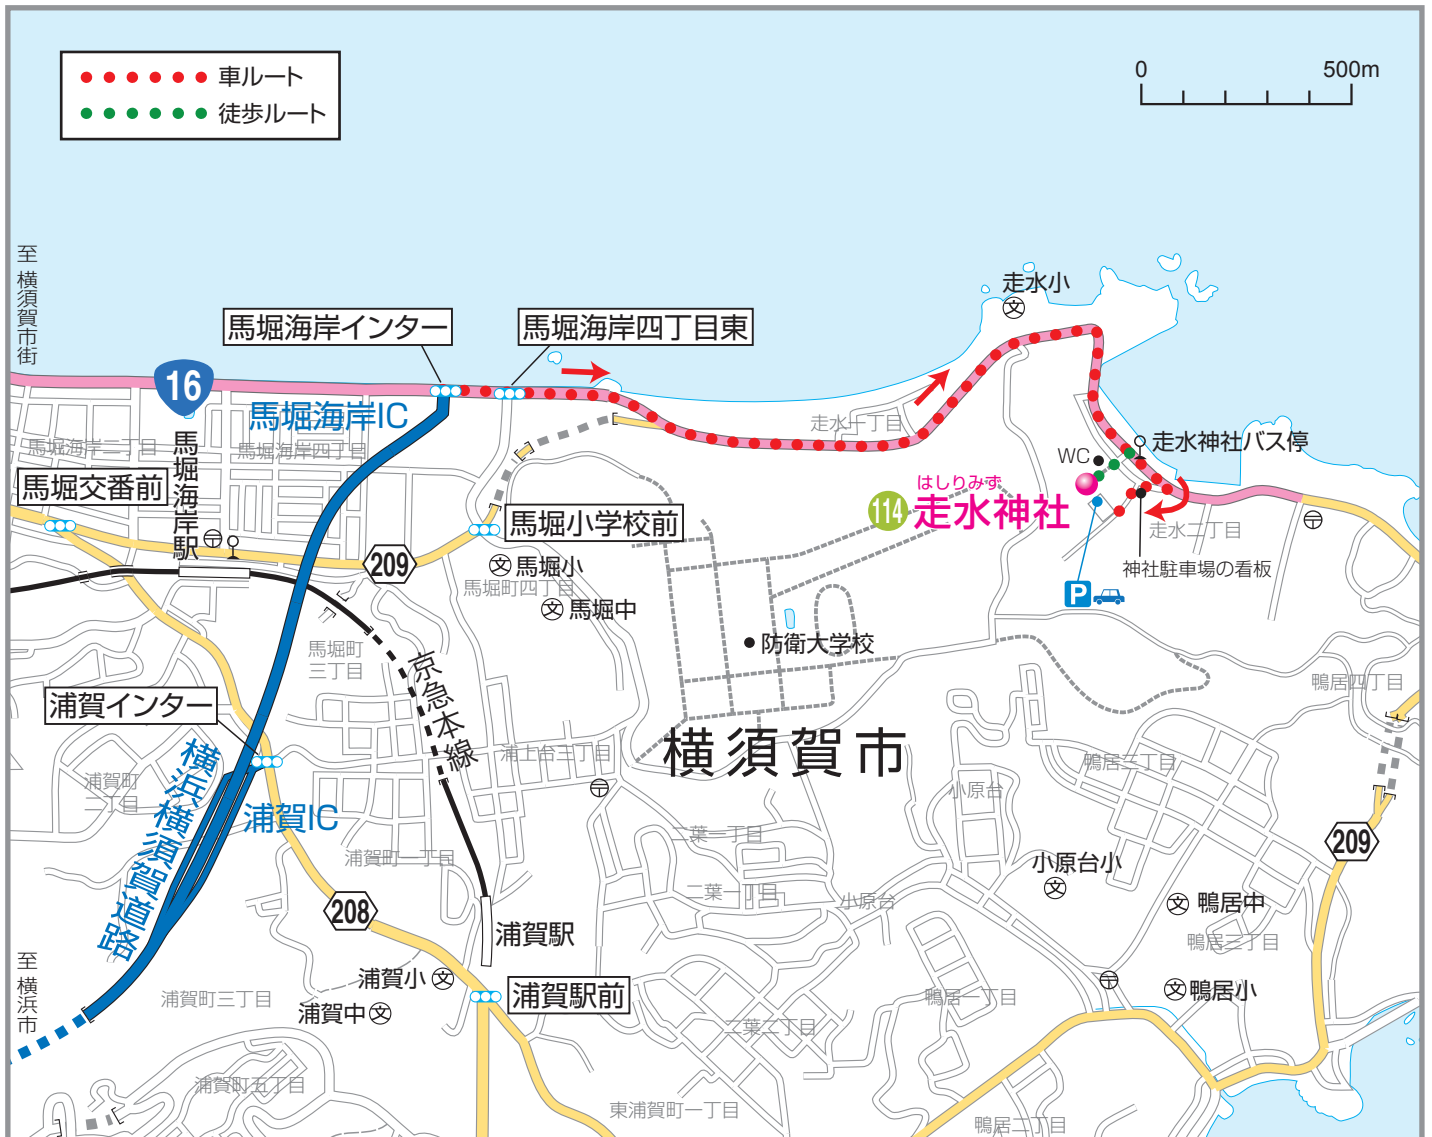 車ルート
徒歩ルート
0 500m
至 横須賀市街
走水小
文
馬堀海岸インター
馬堀海岸四丁目東
16
馬堀海岸IC
走水一丁目
馬堀海岸二丁目
馬堀海岸四丁目
馬堀海岸駅
馬堀交番前
WC
走水神社バス停
はしりみず
114 走水神社
走水二丁目
神社駐車場の看板
P
馬堀小学校前
209
文 馬堀小
馬堀町四丁目
文 馬堀中
防衛大学校
馬堀町
三丁目
京急本線
浦賀インター
鴨居四丁目
横須賀市
浦上台三丁目
鴨居三丁目
浦賀町
二丁目
小原台
浦賀IC
横浜横須賀道路
二葉一丁目
209
浦賀町一丁目
小原台小
文
二葉一丁目
小原台
文 鴨居中
208
浦賀駅
鴨居三丁目
至 横浜市
浦賀小 文
浦賀町三丁目
浦賀駅前
文 鴨居小
鴨居一丁目
浦賀中 文
二葉二丁目
浦賀町五丁目
東浦賀町一丁目
鴨居二丁目